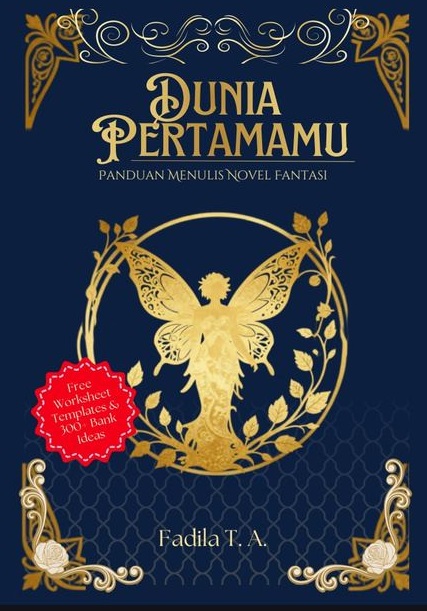 DUNIA
PERTAMAMU
PANDUAN MENULIS NOVEL FANTASI
Free
Worksheet
Templates &
300+ Bank
Ideas
Fadila T. A.